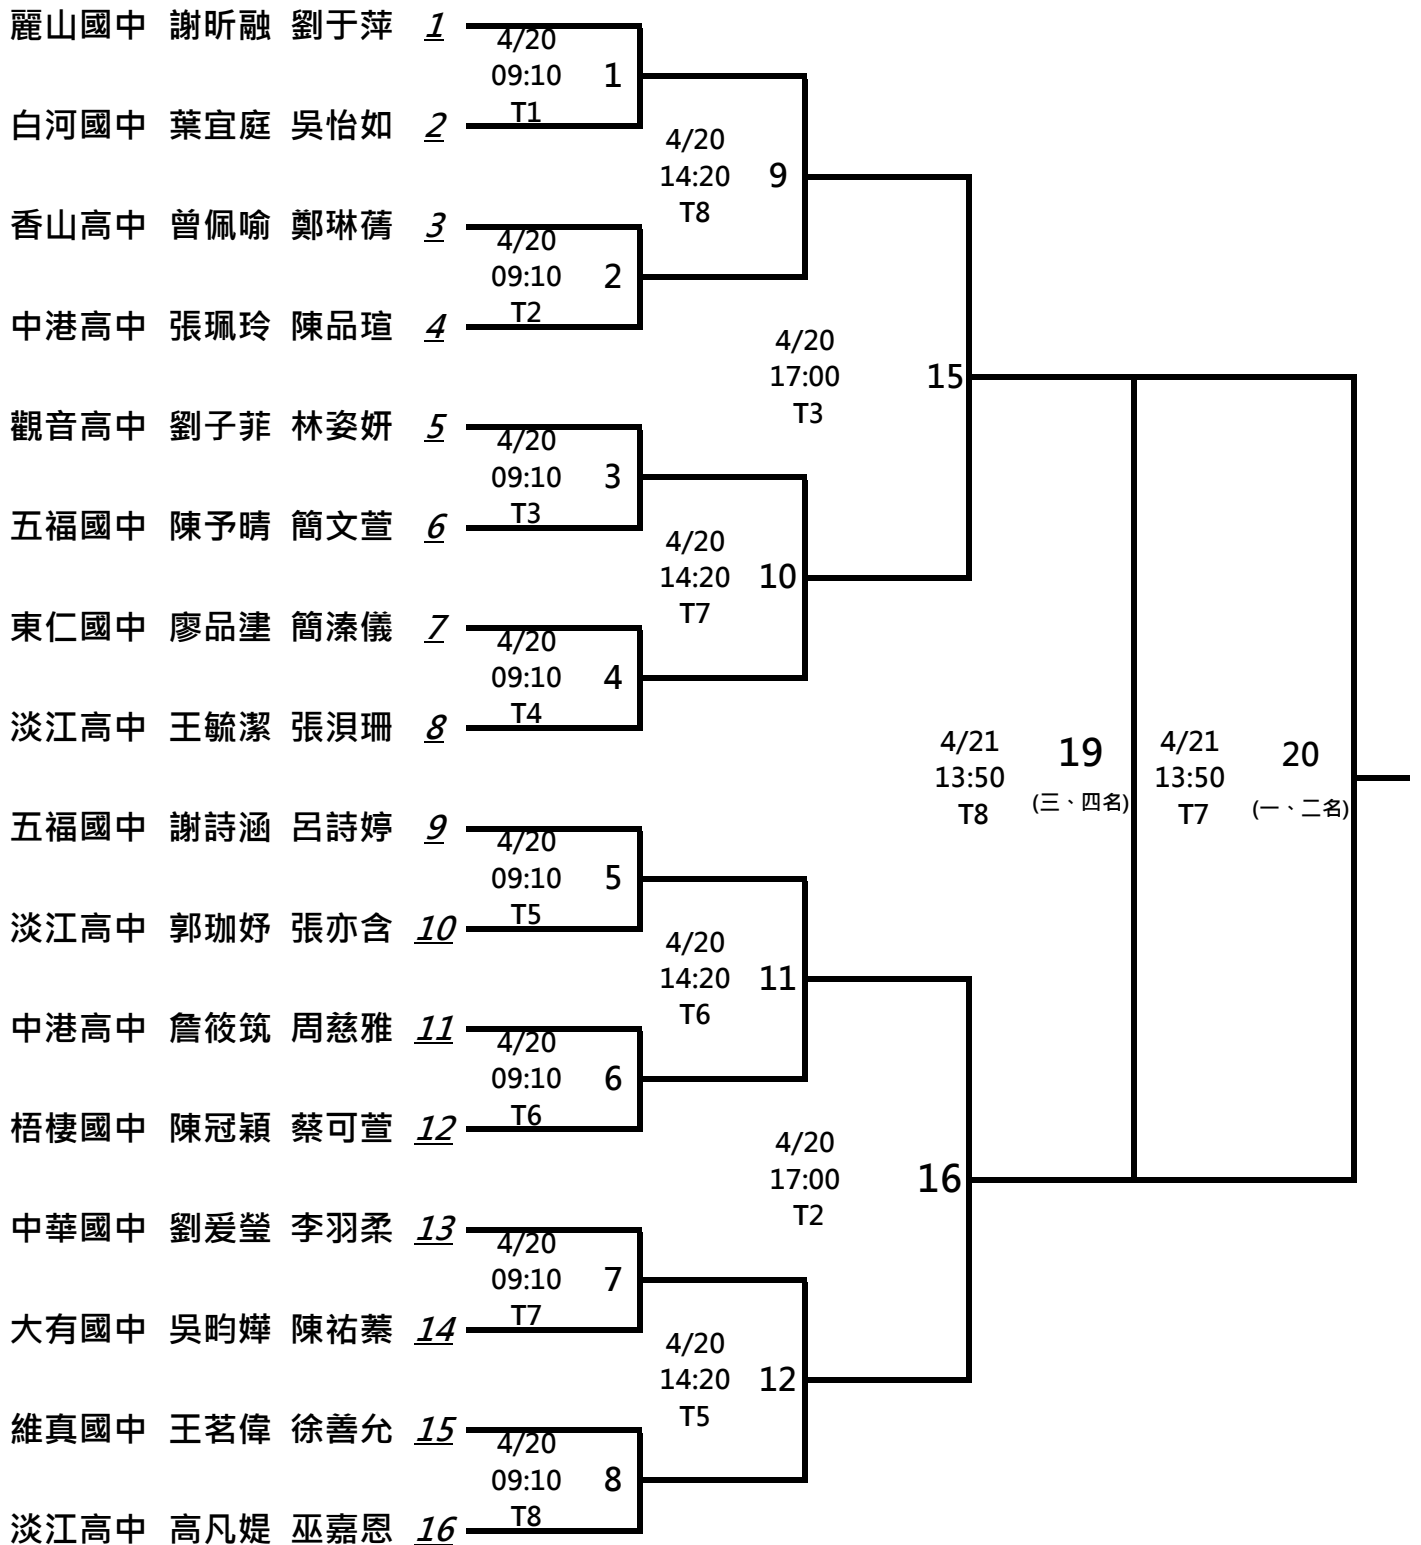 麗山國中 謝昕融 劉于萍 1
4/20
09:10 1
T1
白河國中 葉宜庭 吳怡如 2
4/20
14:20 9
T8
香山高中 曾佩喻 鄭琳蒨 3
4/20
09:10 2
T2
中港高中 張珮玲 陳品瑄 4
4/20
17:00 15
T3
觀音高中 劉子菲 林姿妍 5
4/20
09:10 3
T3
五福國中 陳予晴 簡文萱 6
4/20
14:20 10
T7
東仁國中 廖品 簡溱儀 7
4/20
09:10 4
T4
淡江高中 王毓潔 張浿珊 8
4/21 19 4/21 20
13:50 13:50
T8 (三、四名) T7 (一、二名)
五福國中 謝詩涵 呂詩婷 9
4/20
09:10 5
T5
淡江高中 郭珈妤 張亦含 10
4/20
14:20 11
T6
中港高中 詹筱筑 周慈雅 11
4/20
09:10 6
T6
梧棲國中 陳冠穎 蔡可萱 12
4/20
17:00 16
T2
中華國中 劉爰瑩 李羽柔 13
4/20
09:10 7
T7
大有國中 吳畇嬅 陳祐蓁 14
4/20
14:20 12
T5
維真國中 王茗偉 徐善允 15
4/20
09:10 8
T8
淡江高中 高凡媞 巫嘉恩 16